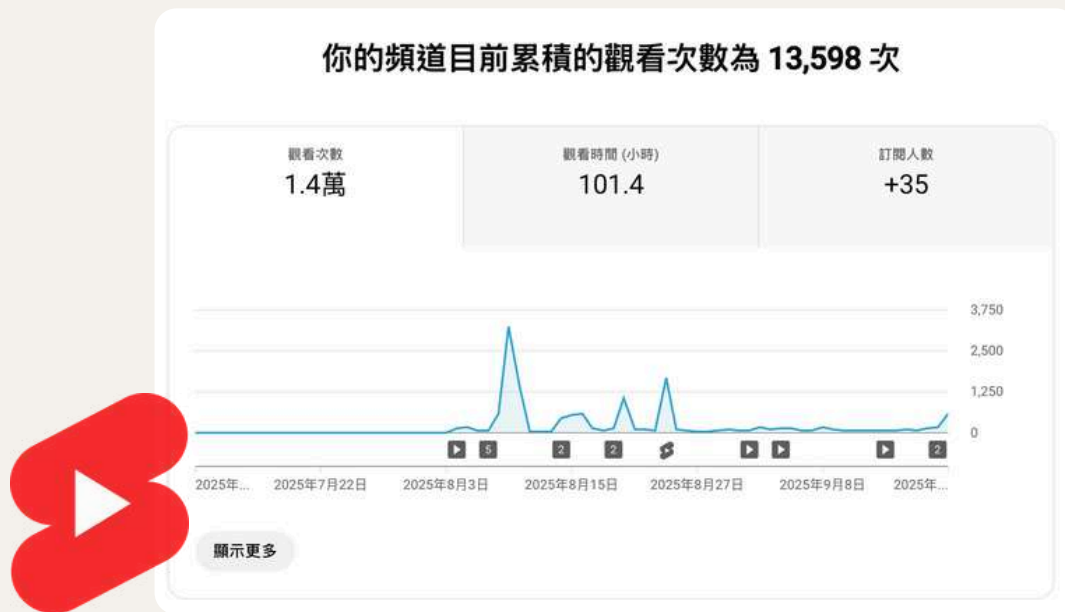 你的頻道目前累積的觀看次數為 13,598 次
觀看次數
1.4萬
觀看時間 (小時)
101.4
訂閱人數
+35
3,750
2,500
1,250
0
5
2
2
2
2025年...
2025年7月22日
2025年8月3日
2025年8月15日
2025年8月27日
2025年9月8日
2025年...
顯示更多